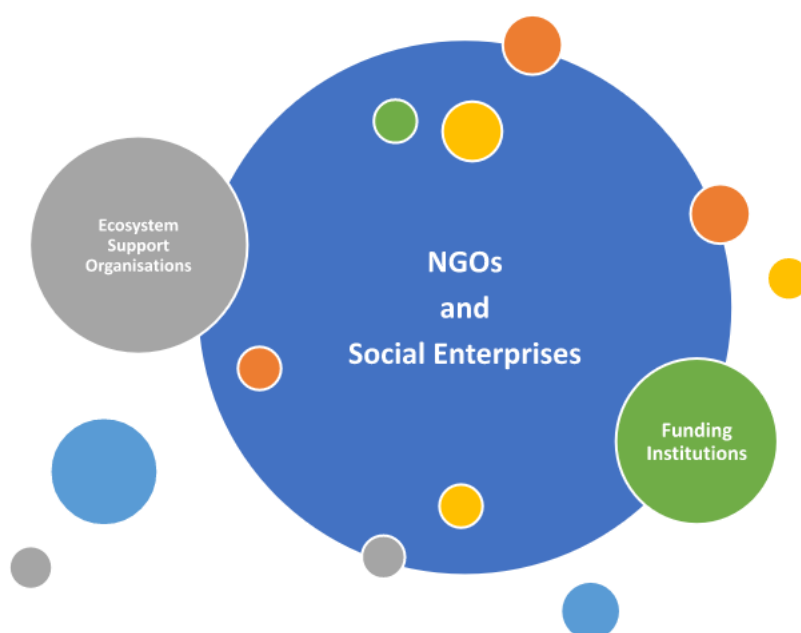 Ecosystem
Support
Organisations
NGOs
and
Social Enterprises
Funding
Institutions